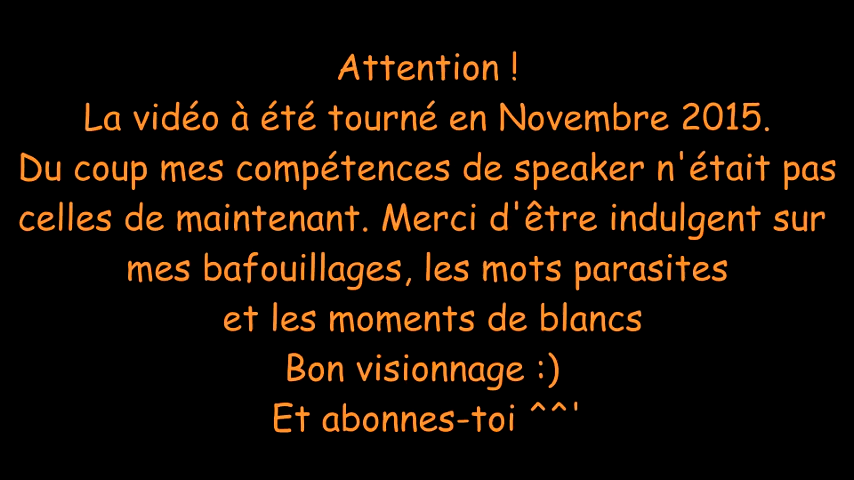 Attention !
La vidéo à été tourné en Novembre 2015.
Du coup mes compétences de speaker n'était pas
celles de maintenant. Merci d'être indulgent sur
mes bafouillages, les mots parasites
et les moments de blancs
Bon visionnage :)
Et abonnes-toi ^^'